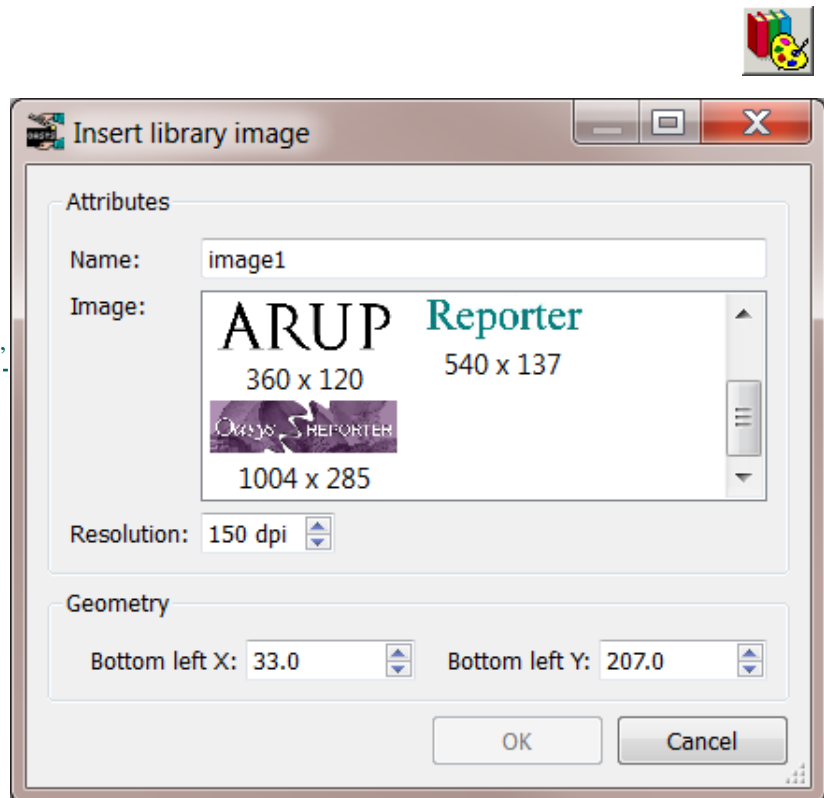 Insert library image
Attributes
Name: image1
Image:
ARUP Reporter
360 x 120 540 x 137
Oasys REPORTER
1004 x 285
Resolution: 150 dpi
Geometry
Bottom left X: 33.0 Bottom left Y: 207.0
OK Cancel